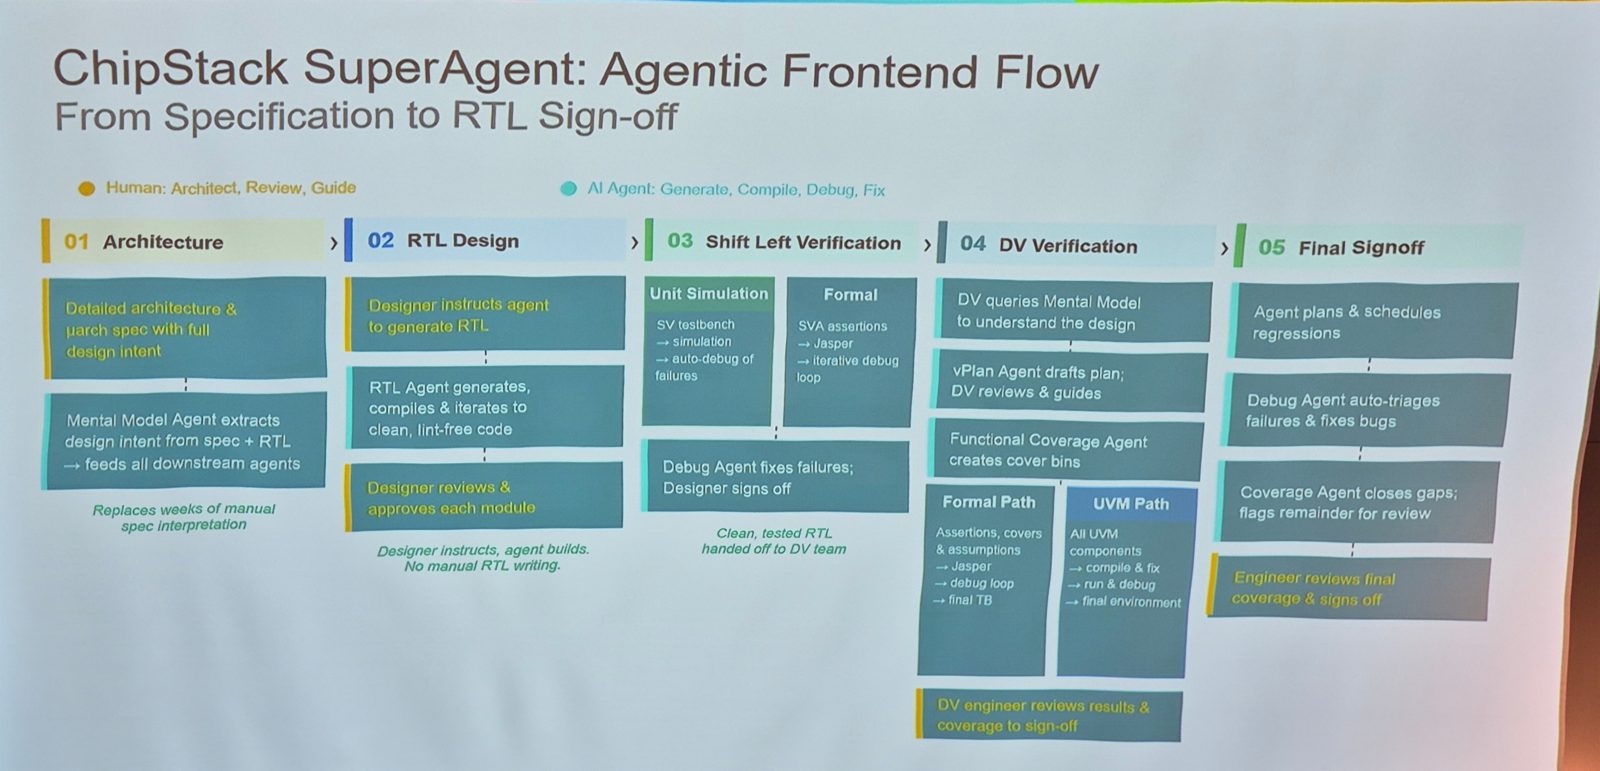 ChipStack SuperAgent: Agentic Frontend Flow
From Specification to RTL Sign-off
Human: Architect, Review, Guide
AI Agent: Generate, Compile, Debug, Fix
01 Architecture
Detailed architecture &
μarch spec with full
design intent
Mental Model Agent extracts
design intent from spec + RTL
→ feeds all downstream agents
Replaces weeks of manual
spec interpretation
› 02 RTL Design
Designer instructs agent
to generate RTL
RTL Agent generates,
compiles & iterates to
clean, lint-free code
Designer reviews &
approves each module
Designer instructs, agent builds.
No manual RTL writing.
› 03 Shift Left Verification
Unit Simulation
SV testbench
→ simulation
→ auto-debug of
failures
Formal
SVA assertions
→ Jasper
→ iterative debug
loop
Debug Agent fixes failures;
Designer signs off
Clean, tested RTL
handed off to DV team
› 04 DV Verification
DV queries Mental Model
to understand the design
vPlan Agent drafts plan;
DV reviews & guides
Functional Coverage Agent
creates cover bins
Formal Path
Assertions, covers
& assumptions
→ Jasper
→ debug loop
→ final TB
UVM Path
All UVM
components
→ compile & fix
→ run & debug
→ final environment
DV engineer reviews results &
coverage to sign-off
› 05 Final Signoff
Agent plans & schedules
regressions
Debug Agent auto-triages
failures & fixes bugs
Coverage Agent closes gaps;
flags remainder for review
Engineer reviews final
coverage & signs off